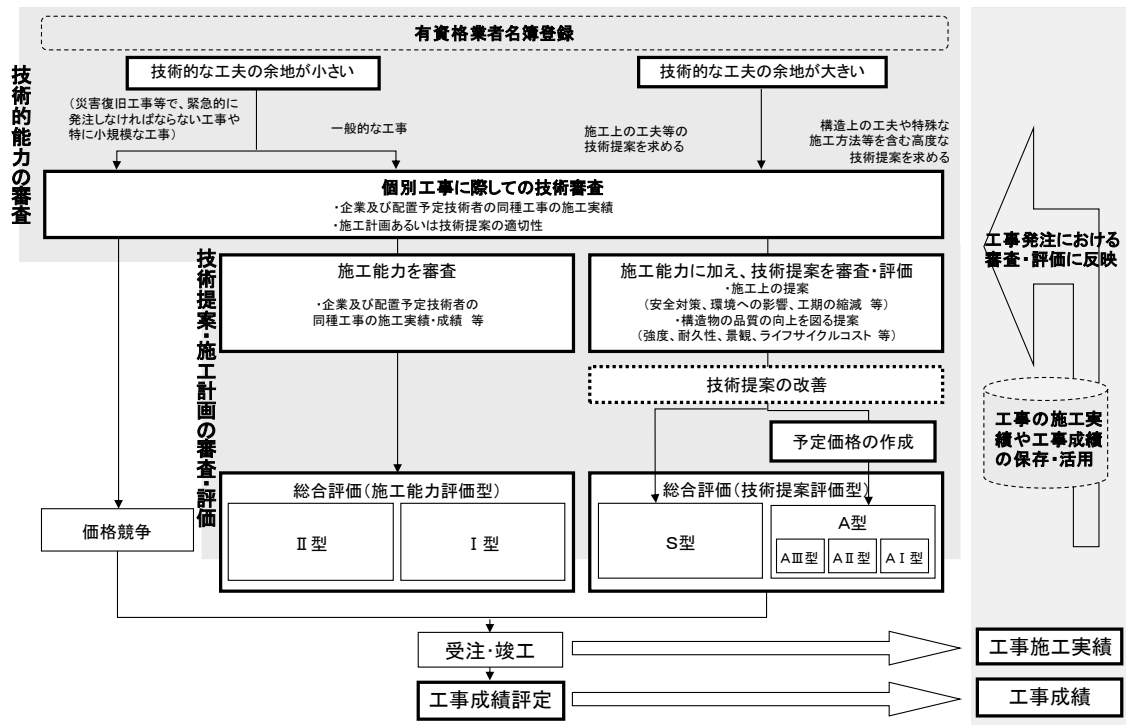 有資格業者名簿登録
技術的能力の審査
技術的な工夫の余地が小さい
技術的な工夫の余地が大きい
(災害復旧工事等で、緊急的に
発注しなければならない工事や
特に小規模な工事)
一般的な工事
施工上の工夫等の
技術提案を求める
構造上の工夫や特殊な
施工方法等を含む高度な
技術提案を求める
個別工事に際しての技術審査
・企業及び配置予定技術者の同種工事の施工実績
・施工計画あるいは技術提案の適切性
技術提案・施工計画の審査・評価
施工能力を審査
・企業及び配置予定技術者の
同種工事の施工実績・成績 等
施工能力に加え、技術提案を審査・評価
・施工上の提案
(安全対策、環境への影響、工期の縮減 等)
・構造物の品質の向上を図る提案
(強度、耐久性、景観、ライフサイクルコスト 等)
技術提案の改善
予定価格の作成
価格競争
総合評価(施工能力評価型)
Ⅱ型
Ⅰ型
総合評価(技術提案評価型)
S型
A型
AⅢ型
AⅡ型
AⅠ型
受注・竣工
工事成績評定
工事発注における
審査・評価に反映
工事の施工実
績や工事成績
の保存・活用
工事施工実績
工事成績